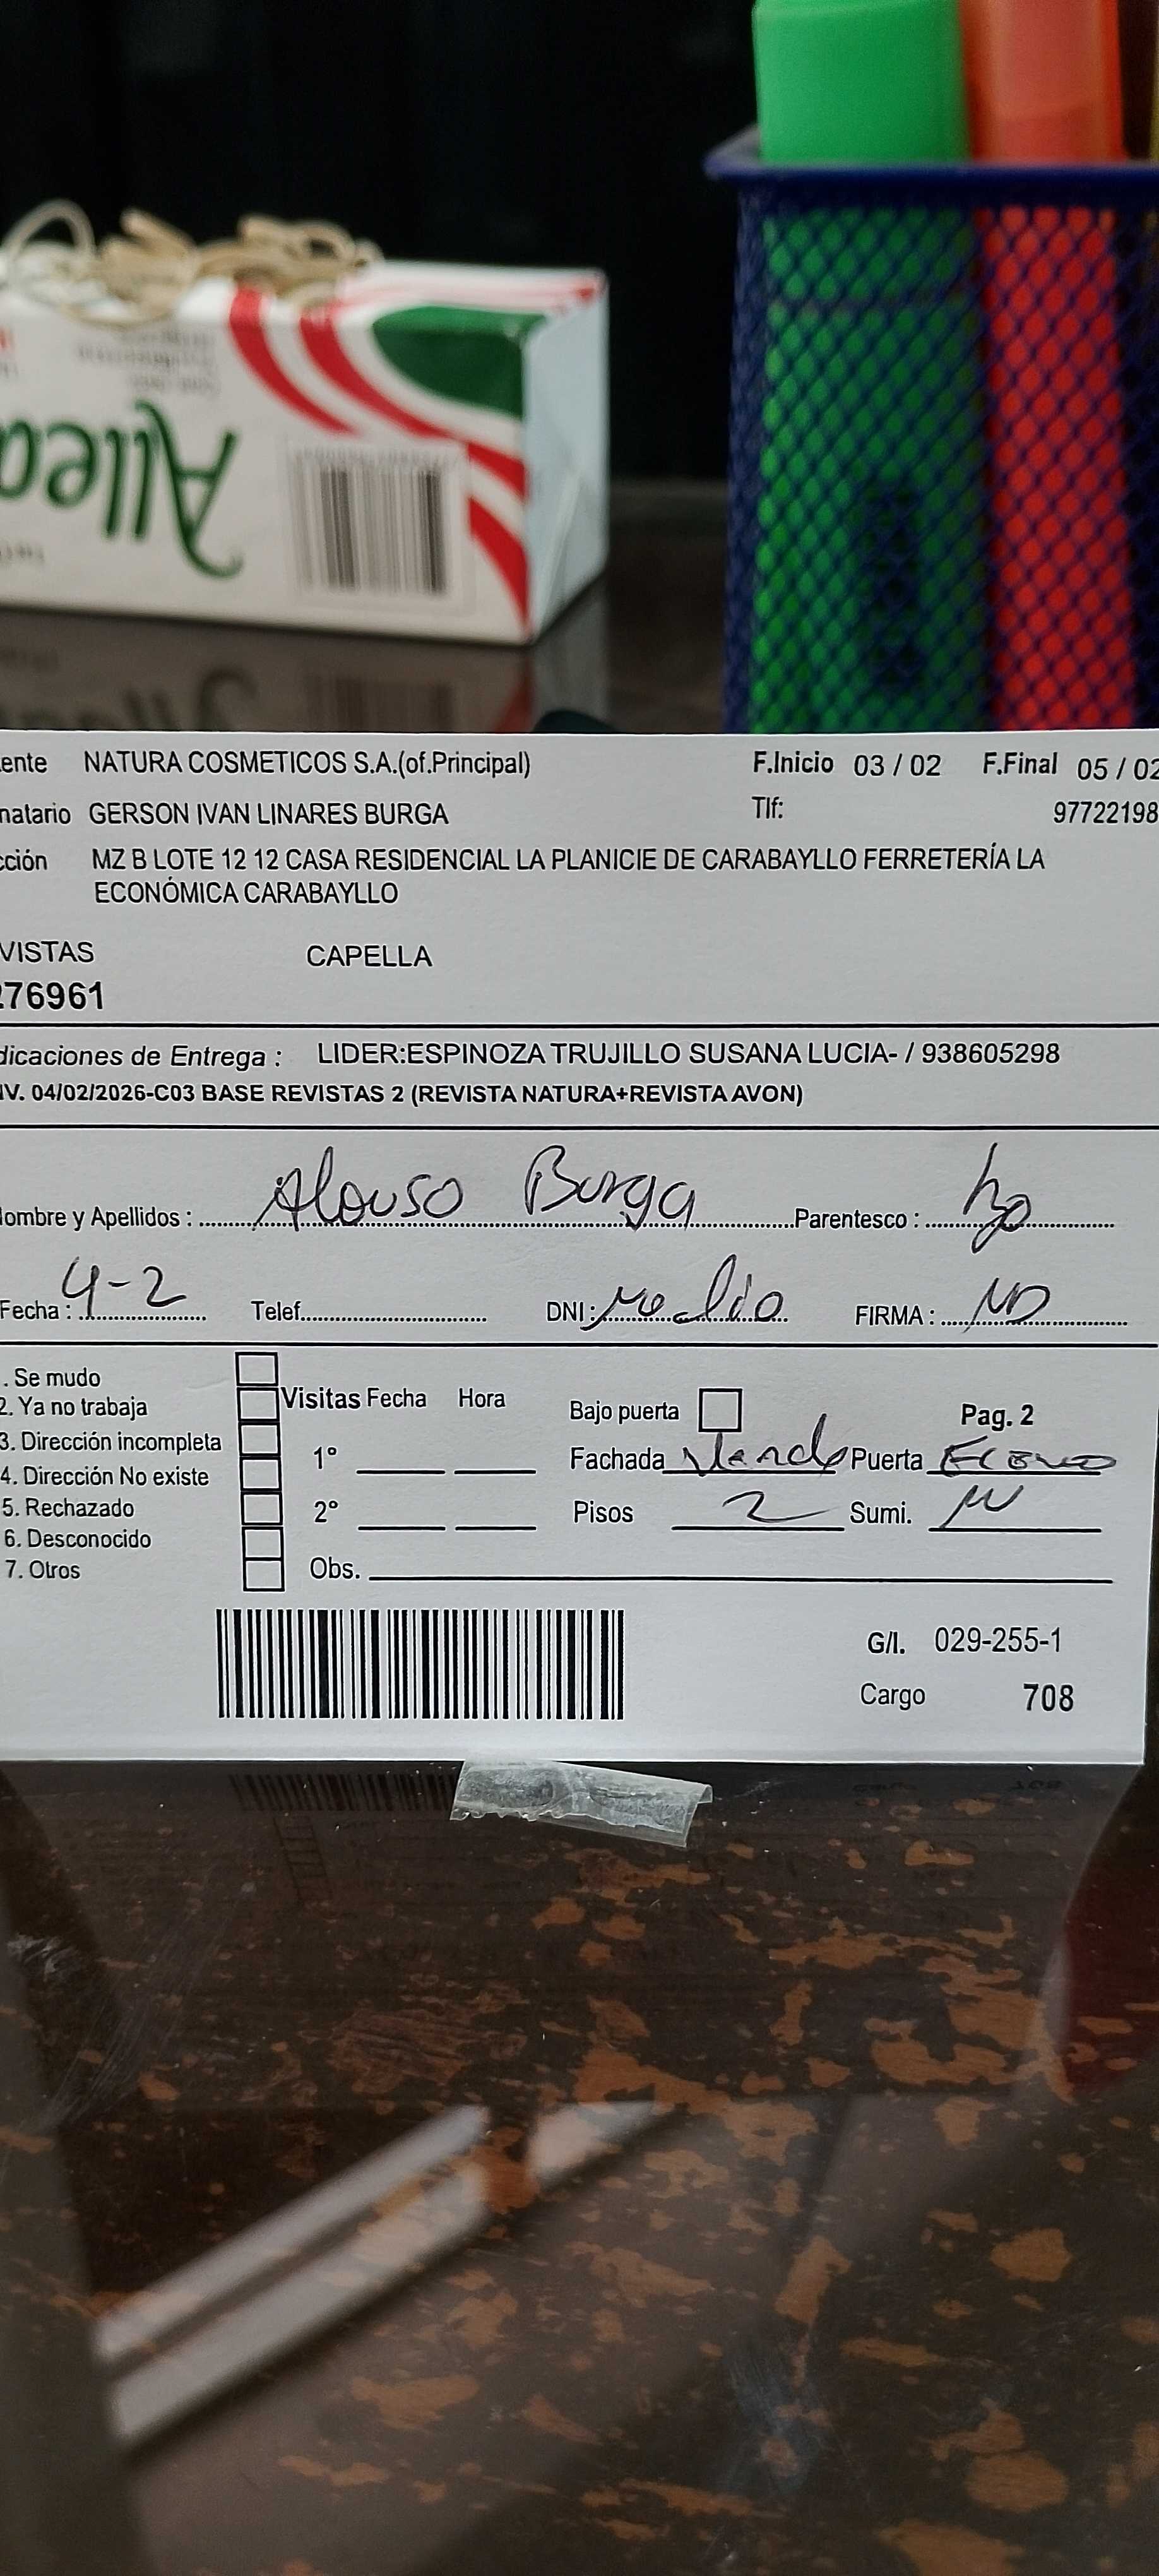 Allea
ente NATURA COSMETICOS S.A.(of.Principal) F.Inicio 03 / 02 F.Final 05 / 02
natario GERSON IVAN LINARES BURGA Tlf: 97722198
cción MZ B LOTE 12 12 CASA RESIDENCIAL LA PLANICIE DE CARABAYLLO FERRETERÍA LA
ECONÓMICA CARABAYLLO
VISTAS CAPELLA
276961
dicaciones de Entrega : LIDER:ESPINOZA TRUJILLO SUSANA LUCIA- / 938605298
IV. 04/02/2026-C03 BASE REVISTAS 2 (REVISTA NATURA+REVISTA AVON)
Nombre y Apellidos : Alouso Burga Parentesco :
Fecha : 4-2 Telef. DNI : FIRMA :
. Se mudo
2. Ya no trabaja Visitas Fecha Hora Bajo puerta Pag. 2
3. Dirección incompleta 1° Fachada Puerta
4. Dirección No existe
5. Rechazado 2° Pisos 2 Sumi.
6. Desconocido
7. Otros Obs.
G/l. 029-255-1
Cargo 708